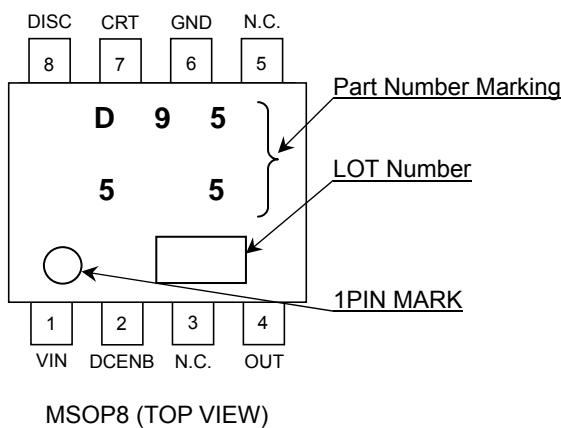 DISC CRT GND N.C.
8 7 6 5
Part Number Marking
D 9 5
LOT Number
5 5
1PIN MARK
1 2 3 4
VIN DCENB N.C. OUT
MSOP8 (TOP VIEW)